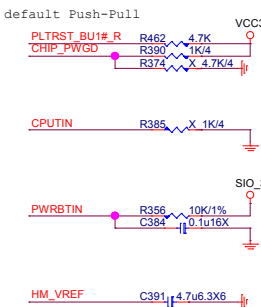 default Push-Pull
VCC3
PLTRST_BU1#_R R462 4.7K
CHIP_PWGD R390 1K/4
R374 X_4.7K/4
CPUTIN R385 X_1K/4
SIO_
PWRBTIN R356 10K/1%
C384 0.1u16X
HM_VREF C391 4.7u6.3X6